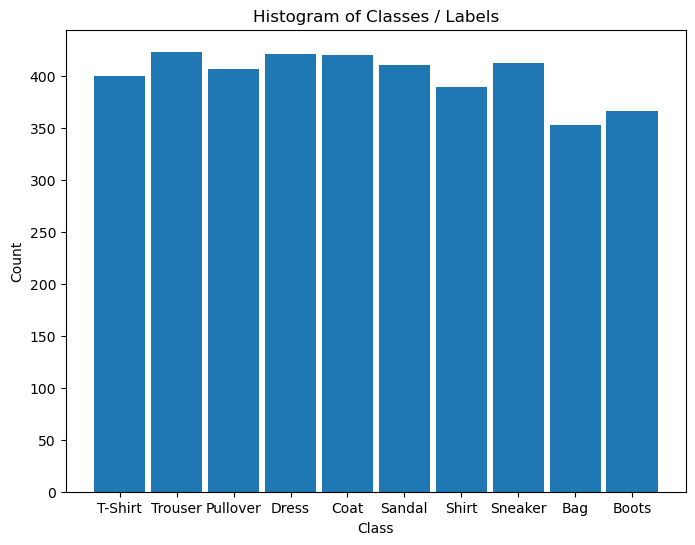 Histogram of Classes / Labels
400
350
300
250
200
150
100
50
0
Count
T-Shirt Trouser Pullover Dress Coat Sandal Shirt Sneaker Bag Boots
Class